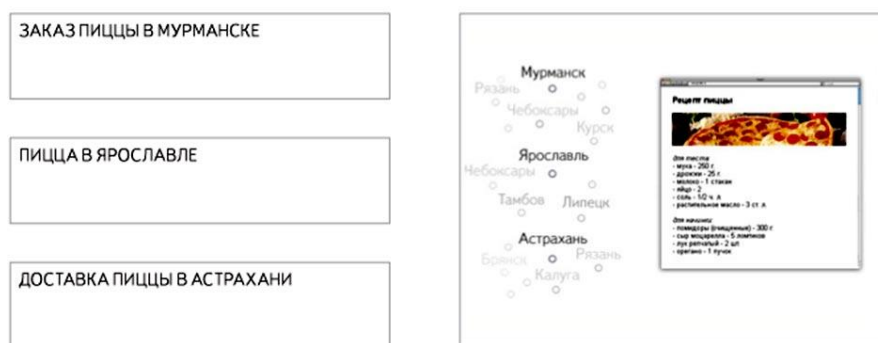 ЗАКАЗ ПИЦЦЫ В МУРМАНСКЕ
ПИЦЦА В ЯРОСЛАВЛЕ
ДОСТАВКА ПИЦЦЫ В АСТРАХАНИ
Мурманск
Рязань
Чебоксары
Курск
Ярославль
Чебоксары
Тамбов
Липецк
Астрахань
Брянск
Рязань
Калуга
Рецепт пиццы
для теста
- мука - 250 г
- дрожжи - 25 г
- молоко - 1 стакан
- яйцо - 2
- соль - 1/2 ч. л
- растительное масло - 3 ст. л
для начинки
- помидоры (очищенные) - 300 г
- сыр моцарелла - 5 ломтиков
- лук репчатый - 2 шт
- орегано - 1 пучок